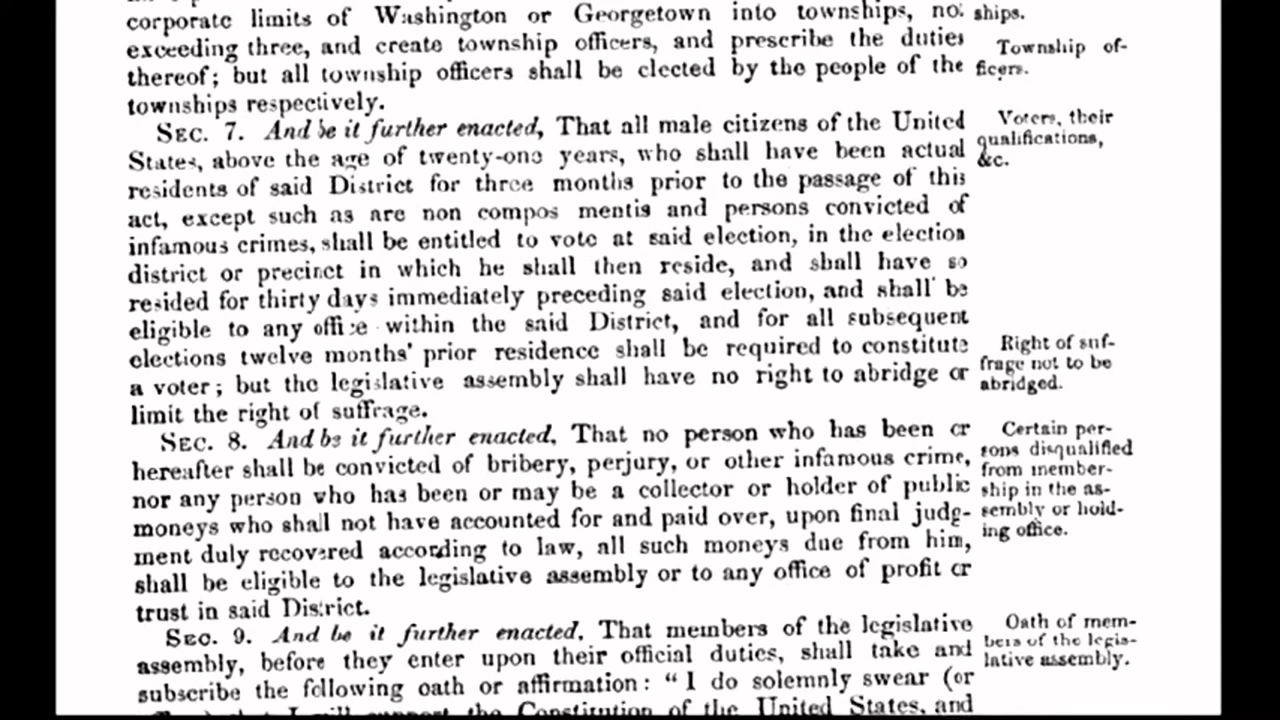 corporate limits of Washington or Georgetown into townships, not
exceeding three, and create township officers, and prescribe the duties
thereof; but all township officers shall be elected by the people of the
townships respectively.
SEC. 7. And be it further enacted, That all male citizens of the United
States, above the age of twenty-one years, who shall have been actual
residents of said District for three months prior to the passage of this
act, except such as are non compos mentis and persons convicted of
infamous crimes, shall be entitled to vote at said election, in the election
district or precinct in which he shall then reside, and shall have so
resided for thirty days immediately preceding said election, and shall be
eligible to any office within the said District, and for all subsequent
elections twelve months' prior residence shall be required to constitute
a voter; but the legislative assembly shall have no right to abridge or
limit the right of suffrage.
SEC. 8. And be it further enacted, That no person who has been or
hereafter shall be convicted of bribery, perjury, or other infamous crime,
nor any person who has been or may be a collector or holder of public
moneys who shall not have accounted for and paid over, upon final judg-
ment duly recovered according to law, all such moneys due from him,
shall be eligible to the legislative assembly or to any office of profit or
trust in said District.
SEC. 9. And be it further enacted, That members of the legislative
assembly, before they enter upon their official duties, shall take and
subscribe the following oath or affirmation: "I do solemnly swear (or
I will support the Constitution of the United States, and
ships.
Township of-
ficers.
Voters, their
qualifications,
&c.
Right of suf-
frage not to be
abridged.
Certain per-
sons disqualified
from member-
ship in the as-
sembly or hold-
ing office.
Oath of mem-
bers of the legis-
lative assembly.